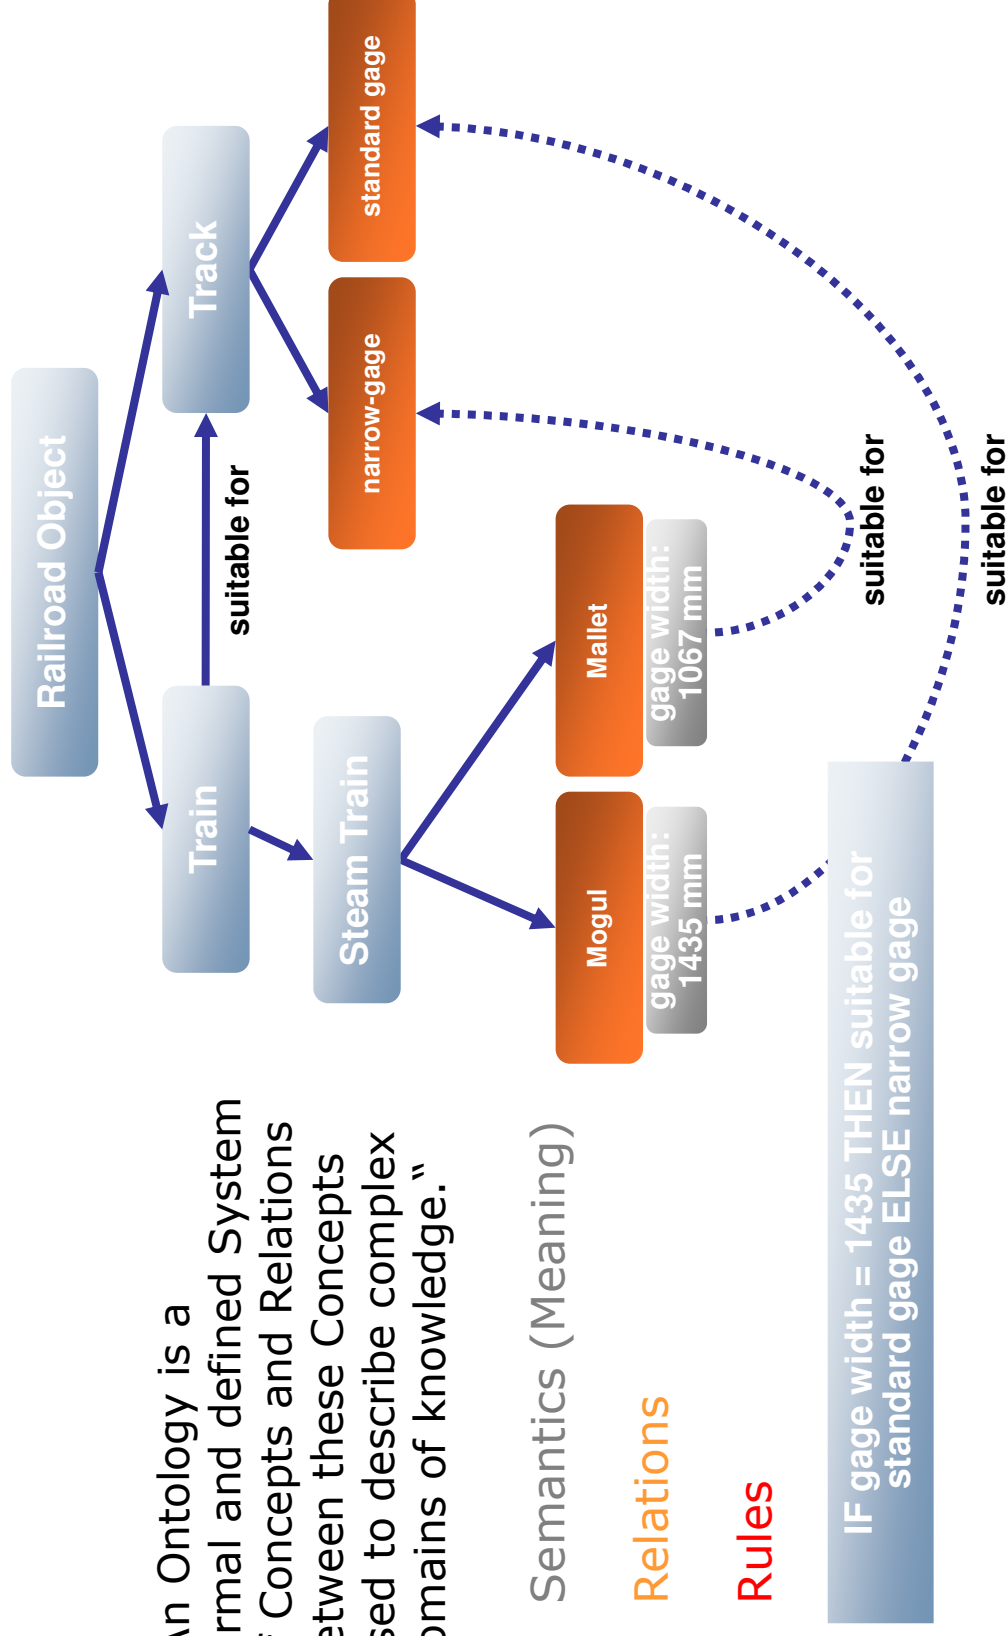 Railroad Object
Train
Track
suitable for
Steam Train
narrow-gage
standard gage
Mogul
gage width:
1435 mm
Mallet
gage width:
1067 mm
suitable for
suitable for
An Ontology is a
rmal and defined System
Concepts and Relations
etween these Concepts
sed to describe complex
omains of knowledge.“
Semantics (Meaning)
Relations
Rules
IF gage width = 1435 THEN suitable for
standard gage ELSE narrow gage